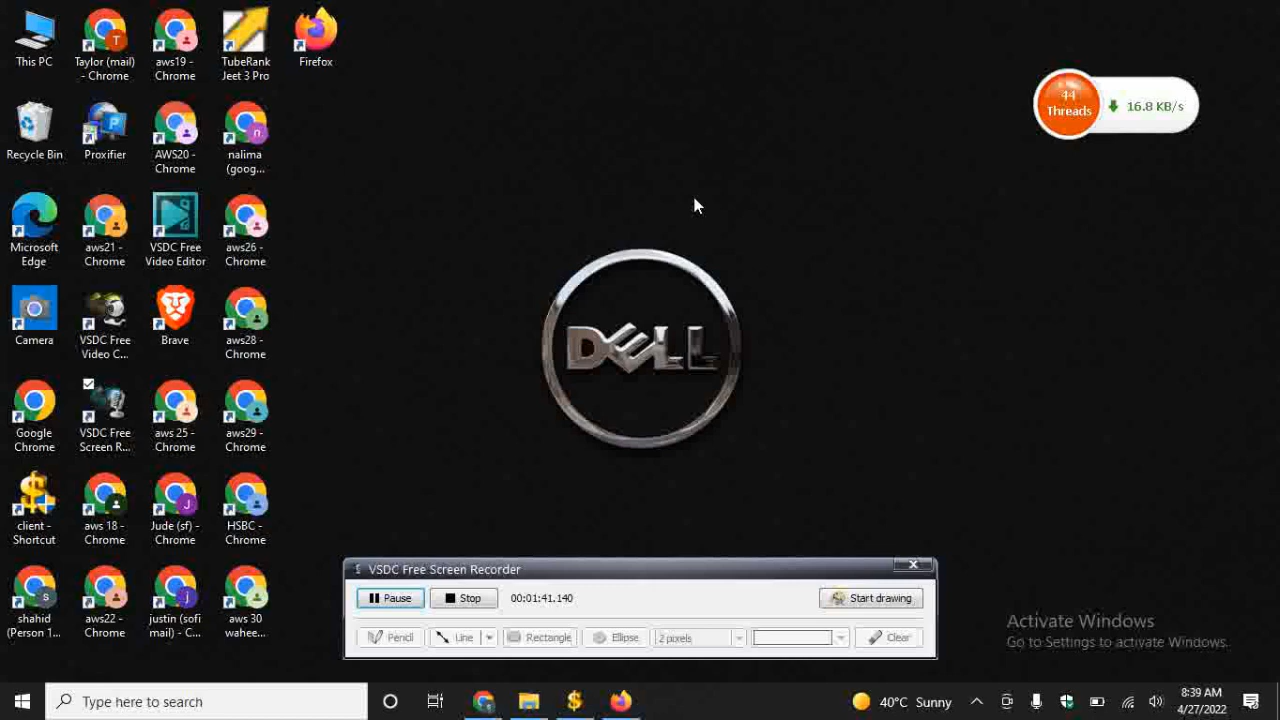 This PC
Taylor (mail)
- Chrome
T
aws19 -
Chrome
TubeRank
Jeet 3 Pro
Firefox
44
Threads
16.8 KB/s
Recycle Bin
Proxifier
P
AWS20 -
Chrome
nalima
(goog...
n
Microsoft
Edge
aws21 -
Chrome
VSDC Free
Video Editor
aws26 -
Chrome
Camera
VSDC Free
Video C...
Brave
aws28 -
Chrome
DELL
Google
Chrome
VSDC Free
Screen R...
aws 25 -
Chrome
aws29 -
Chrome
client -
Shortcut
aws 18 -
Chrome
Jude (sf) -
Chrome
J
HSBC -
Chrome
shahid
(Person 1...
s
aws22 -
Chrome
justin (sofi
mail) - C...
j
aws 30
wahee...
VSDC Free Screen Recorder
Pause
Stop
00:01:41.140
Start drawing
Pencil
Line
Rectangle
Ellipse
2 pixels
Clear
Activate Windows
Go to Settings to activate Windows.
Type here to search
40°C Sunny
8:39 AM
4/27/2022